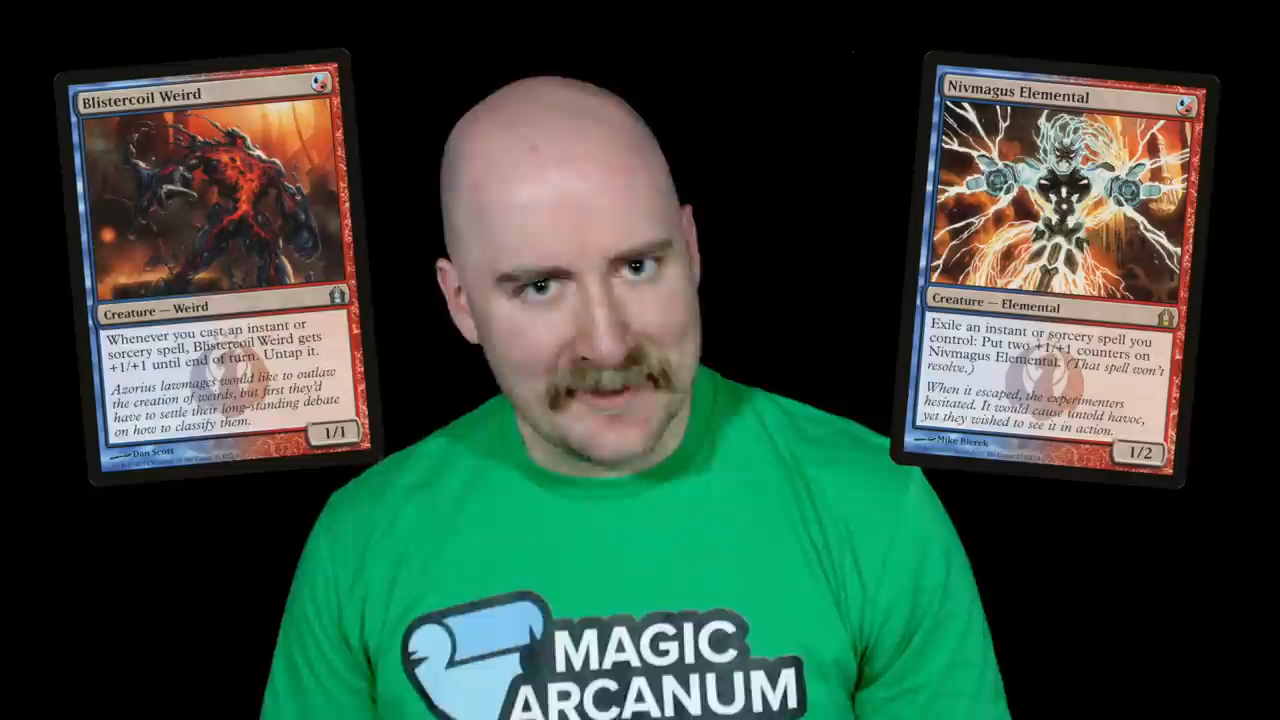 Blistercoil Weird
Creature — Weird
Whenever you cast an instant or
sorcery spell, Blistercoil Weird gets
+1/+1 until end of turn. Untap it.
Azorius lawmages would like to outlaw
the creation of weirds, but first they'd
have to settle their long-standing debate
on how to classify them.
1/1
Dan Scott
Nivmagus Elemental
Creature — Elemental
Exile an instant or sorcery spell you
control: Put two +1/+1 counters on
Nivmagus Elemental. (That spell won't
resolve.)
When it escaped, the experimenters
hesitated. It would cause untold havoc,
yet they wished to see it in action.
Mike Bierek
1/2
MAGIC
ARCANUM